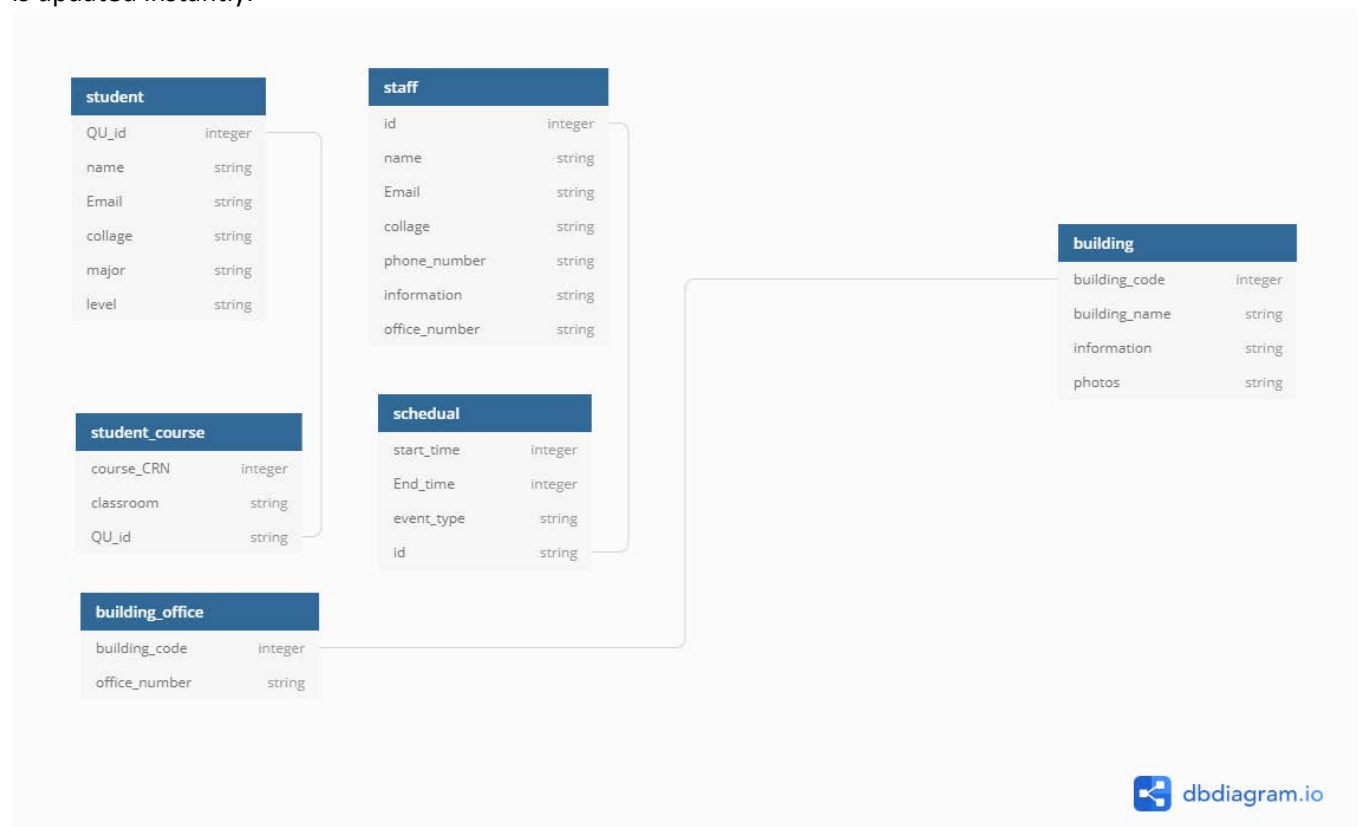 is updated instantly.
student
QU_id integer
name string
Email string
collage string
major string
level string
staff
id integer
name string
Email string
collage string
phone_number string
information string
office_number string
building
building_code integer
building_name string
information string
photos string
student_course
course_CRN integer
classroom string
QU_id string
schedual
start_time integer
End_time integer
event_type string
id string
building_office
building_code integer
office_number string
dbdiagram.io